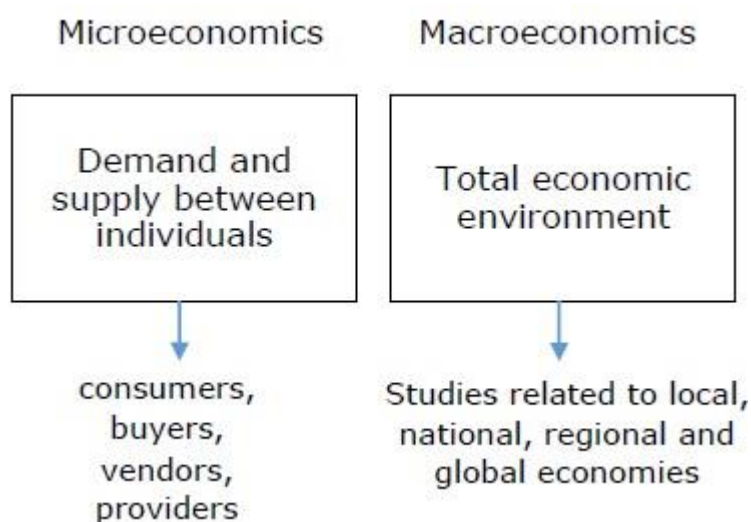 Microeconomics
Demand and
supply between
individuals
consumers,
buyers,
vendors,
providers
Macroeconomics
Total economic
environment
Studies related to local,
national, regional and
global economies